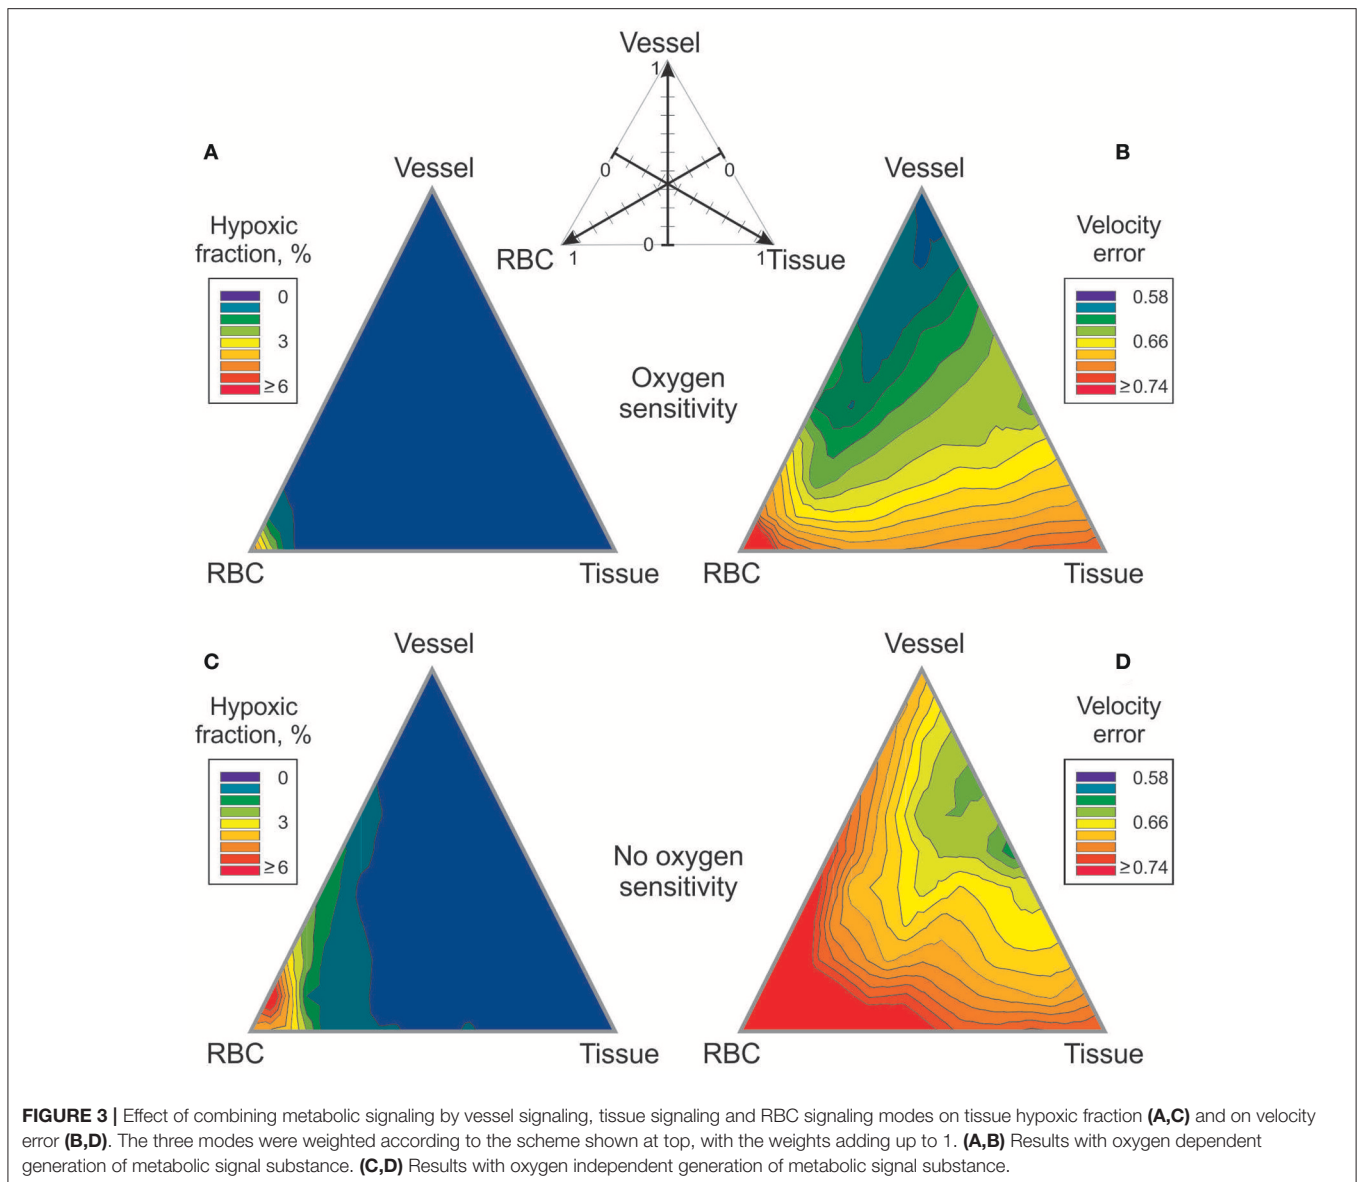 Vessel
1
0
0
RBC
1
0
1
Tissue
A
Vessel
Hypoxic
fraction, %
0
3
≥6
RBC
Tissue
Oxygen
sensitivity
B
Vessel
Velocity
error
0.58
0.66
≥0.74
RBC
Tissue
C
Vessel
Hypoxic
fraction, %
0
3
≥6
RBC
Tissue
No oxygen
sensitivity
D
Vessel
Velocity
error
0.58
0.66
≥0.74
RBC
Tissue
FIGURE 3 | Effect of combining metabolic signaling by vessel signaling, tissue signaling and RBC signaling modes on tissue hypoxic fraction (A,C) and on velocity
error (B,D). The three modes were weighted according to the scheme shown at top, with the weights adding up to 1. (A,B) Results with oxygen dependent
generation of metabolic signal substance. (C,D) Results with oxygen independent generation of metabolic signal substance.